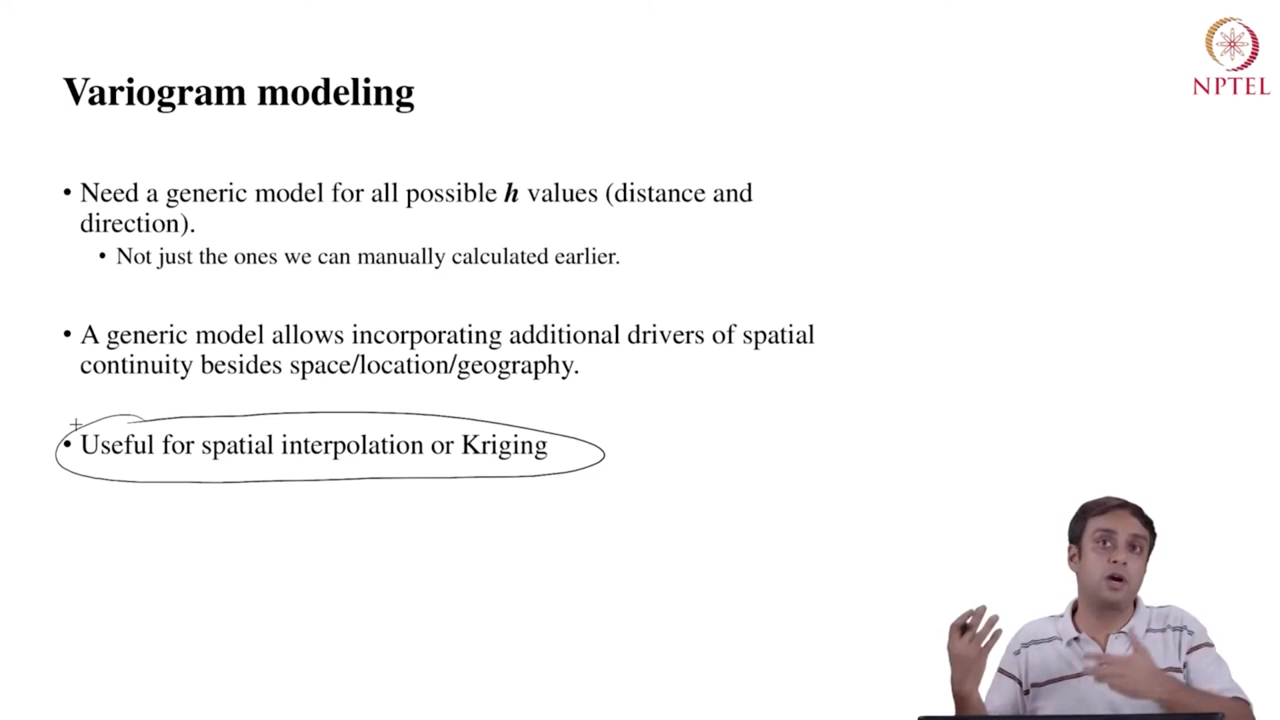 NPTEL
Variogram modeling
• Need a generic model for all possible h values (distance and
direction).
• Not just the ones we can manually calculated earlier.
• A generic model allows incorporating additional drivers of spatial
continuity besides space/location/geography.
• Useful for spatial interpolation or Kriging